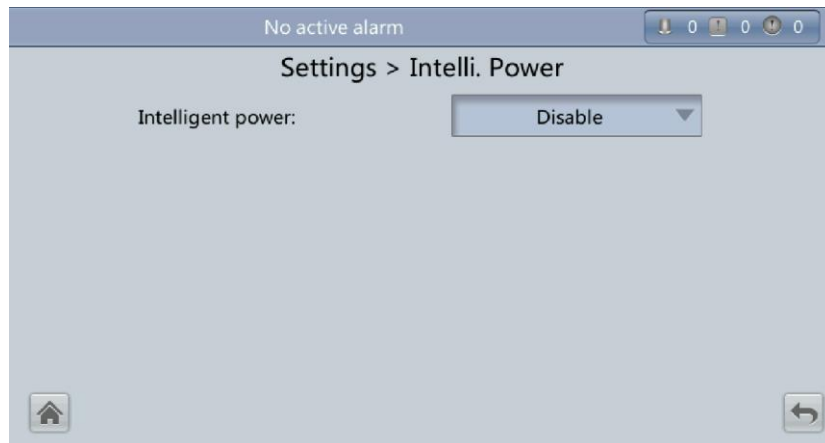 No active alarm 0 0 0
Settings > Intelli. Power
Intelligent power: Disable